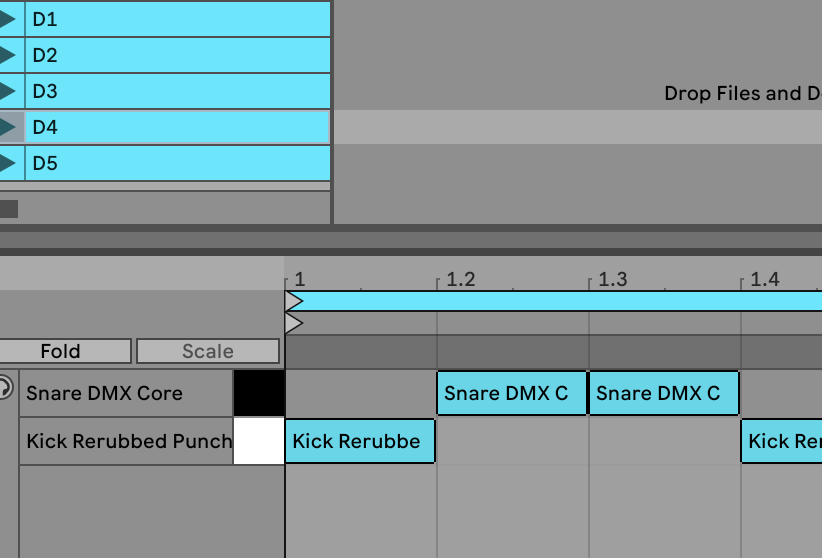 D1
D2
D3
Drop Files and D
D4
D5
1 1.2 1.3 1.4
Fold Scale
Snare DMX Core Snare DMX C Snare DMX C
Kick Rerubbed Punch Kick Rerubbe Kick Rer